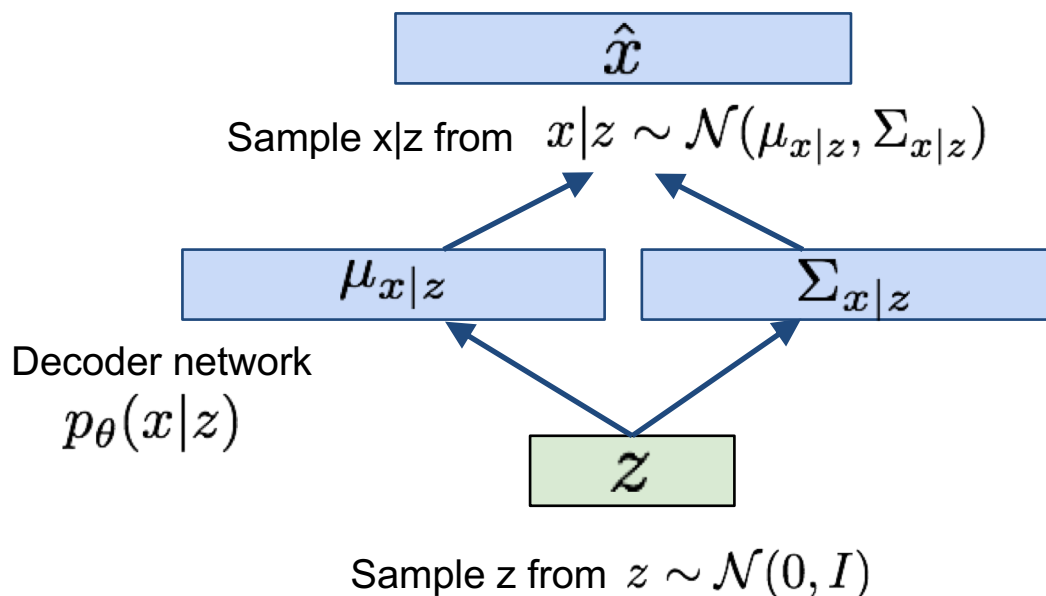 x̂
Sample x|z from x|z ∼ 𝒩(μ_{x|z}, Σ_{x|z})
μ_{x|z} Σ_{x|z}
Decoder network
p_θ(x|z)
z
Sample z from z ∼ 𝒩(0, I)